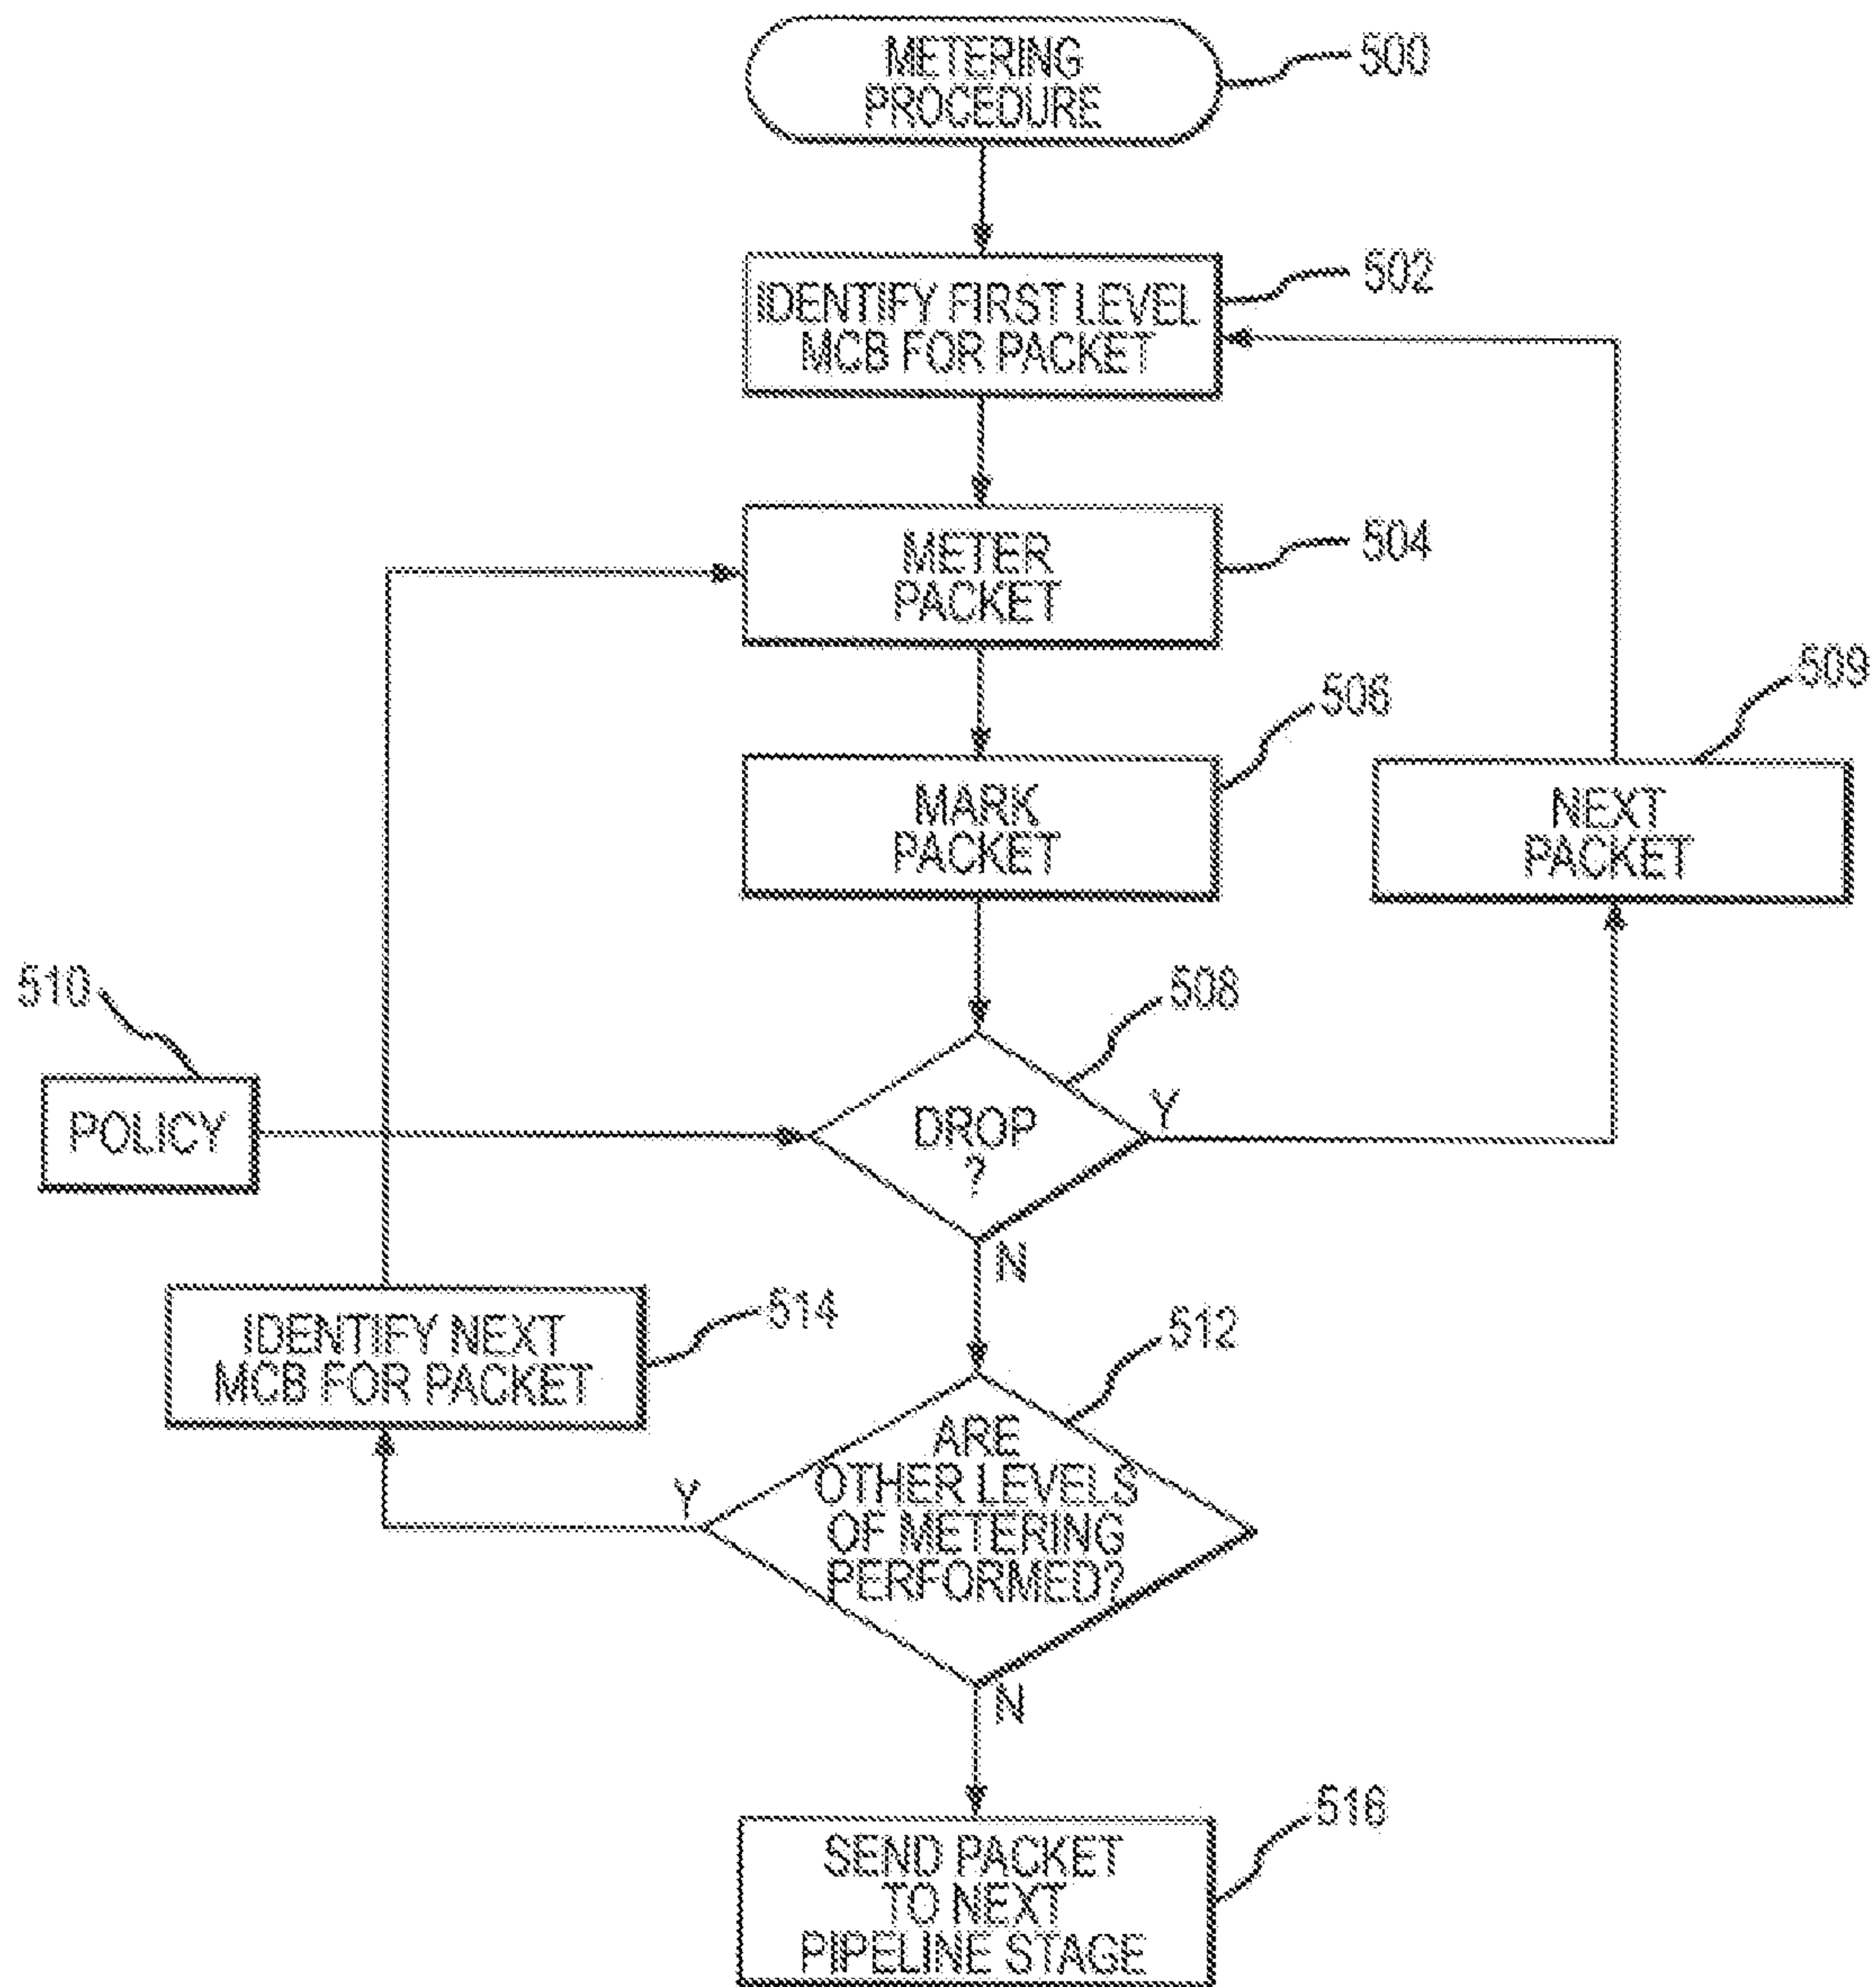 METERING
PROCEDURE
500
IDENTIFY FIRST LEVEL
MCB FOR PACKET
502
METER
PACKET
504
MARK
PACKET
506
NEXT
PACKET
509
510
POLICY
DROP
?
508
Y
N
IDENTIFY NEXT
MCB FOR PACKET
514
ARE
OTHER LEVELS
OF METERING
PERFORMED?
512
Y
N
SEND PACKET
TO NEXT
PIPELINE STAGE
516